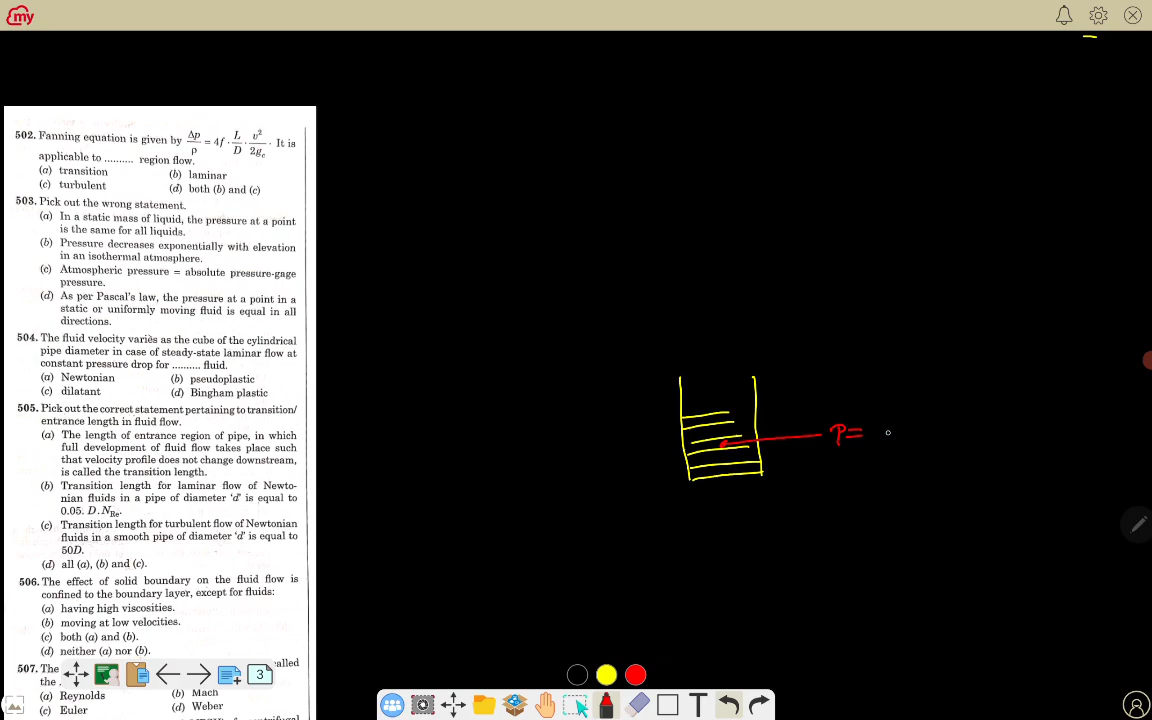 my
502. Fanning equation is given by Δp/ρ = 4f · L/D · v²/2g꜀ · It is
applicable to .......... region flow.
(a) transition (b) laminar
(c) turbulent (d) both (b) and (c)
503. Pick out the wrong statement.
(a) In a static mass of liquid, the pressure at a point
is the same for all liquids.
(b) Pressure decreases exponentially with elevation
in an isothermal atmosphere.
(c) Atmospheric pressure = absolute pressure-gage
pressure.
(d) As per Pascal's law, the pressure at a point in a
static or uniformly moving fluid is equal in all
directions.
504. The fluid velocity varies as the cube of the cylindrical
pipe diameter in case of steady-state laminar flow at
constant pressure drop for .......... fluid.
(a) Newtonian (b) pseudoplastic
(c) dilatant (d) Bingham plastic
505. Pick out the correct statement pertaining to transition/
entrance length in fluid flow.
(a) The length of entrance region of pipe, in which
full development of fluid flow takes place such
that velocity profile does not change downstream,
is called the transition length.
(b) Transition length for laminar flow of Newto-
nian fluids in a pipe of diameter 'd' is equal to
0.05. D.N_Re.
(c) Transition length for turbulent flow of Newtonian
fluids in a smooth pipe of diameter 'd' is equal to
50D.
(d) all (a), (b) and (c).
506. The effect of solid boundary on the fluid flow is
confined to the boundary layer, except for fluids:
(a) having high viscosities.
(b) moving at low velocities.
(c) both (a) and (b).
(d) neither (a) nor (b).
507. The alled
the .
(a) Reynolds (b) Mach
(c) Euler (d) Weber
P=
3
T